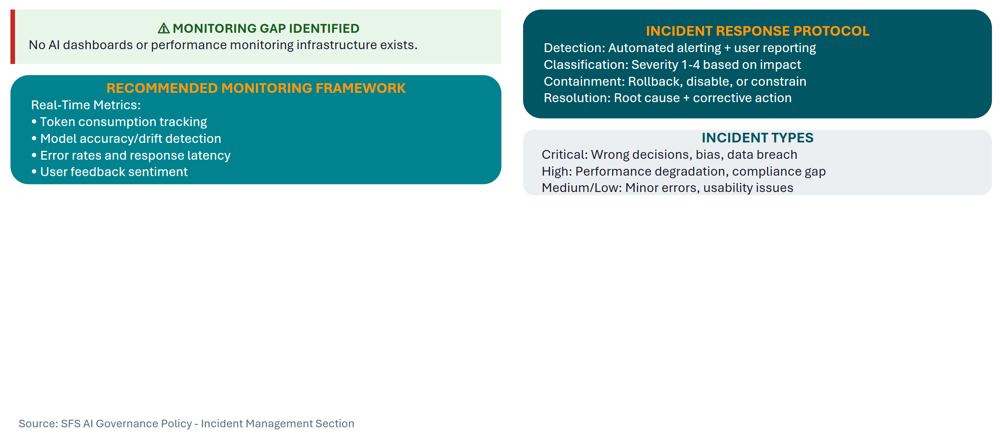 ⚠ MONITORING GAP IDENTIFIED
No AI dashboards or performance monitoring infrastructure exists.
RECOMMENDED MONITORING FRAMEWORK
Real-Time Metrics:
• Token consumption tracking
• Model accuracy/drift detection
• Error rates and response latency
• User feedback sentiment
INCIDENT RESPONSE PROTOCOL
Detection: Automated alerting + user reporting
Classification: Severity 1-4 based on impact
Containment: Rollback, disable, or constrain
Resolution: Root cause + corrective action
INCIDENT TYPES
Critical: Wrong decisions, bias, data breach
High: Performance degradation, compliance gap
Medium/Low: Minor errors, usability issues
Source: SFS AI Governance Policy - Incident Management Section